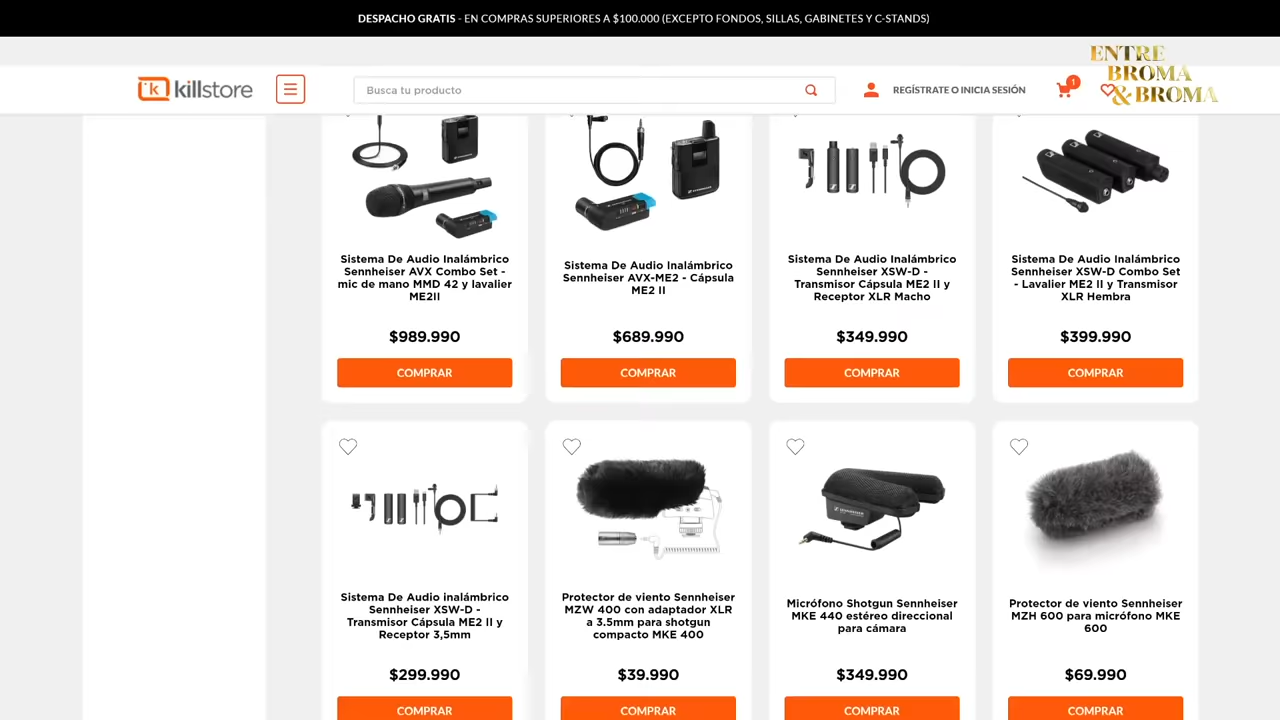 DESPACHO GRATIS - EN COMPRAS SUPERIORES A $100.000 (EXCEPTO FONDOS, SILLAS, GABINETES Y C-STANDS)
ENTRE
BROMA
& BROMA
killstore
Busca tu producto
REGÍSTRATE O INICIA SESIÓN
1
Sistema De Audio Inalámbrico
Sennheiser AVX Combo Set -
mic de mano MMD 42 y lavalier
ME2II
$989.990
COMPRAR
Sistema De Audio Inalámbrico
Sennheiser AVX-ME2 - Cápsula
ME2 II
$689.990
COMPRAR
Sistema De Audio Inalámbrico
Sennheiser XSW-D -
Transmisor Cápsula ME2 II y
Receptor XLR Macho
$349.990
COMPRAR
Sistema De Audio Inalámbrico
Sennheiser XSW-D Combo Set
- Lavalier ME2 II y Transmisor
XLR Hembra
$399.990
COMPRAR
Sistema De Audio inalámbrico
Sennheiser XSW-D -
Transmisor Cápsula ME2 II y
Receptor 3,5mm
$299.990
COMPRAR
Protector de viento Sennheiser
MZW 400 con adaptador XLR
a 3.5mm para shotgun
compacto MKE 400
$39.990
COMPRAR
Micrófono Shotgun Sennheiser
MKE 440 estéreo direccional
para cámara
$349.990
COMPRAR
Protector de viento Sennheiser
MZH 600 para micrófono MKE
600
$69.990
COMPRAR